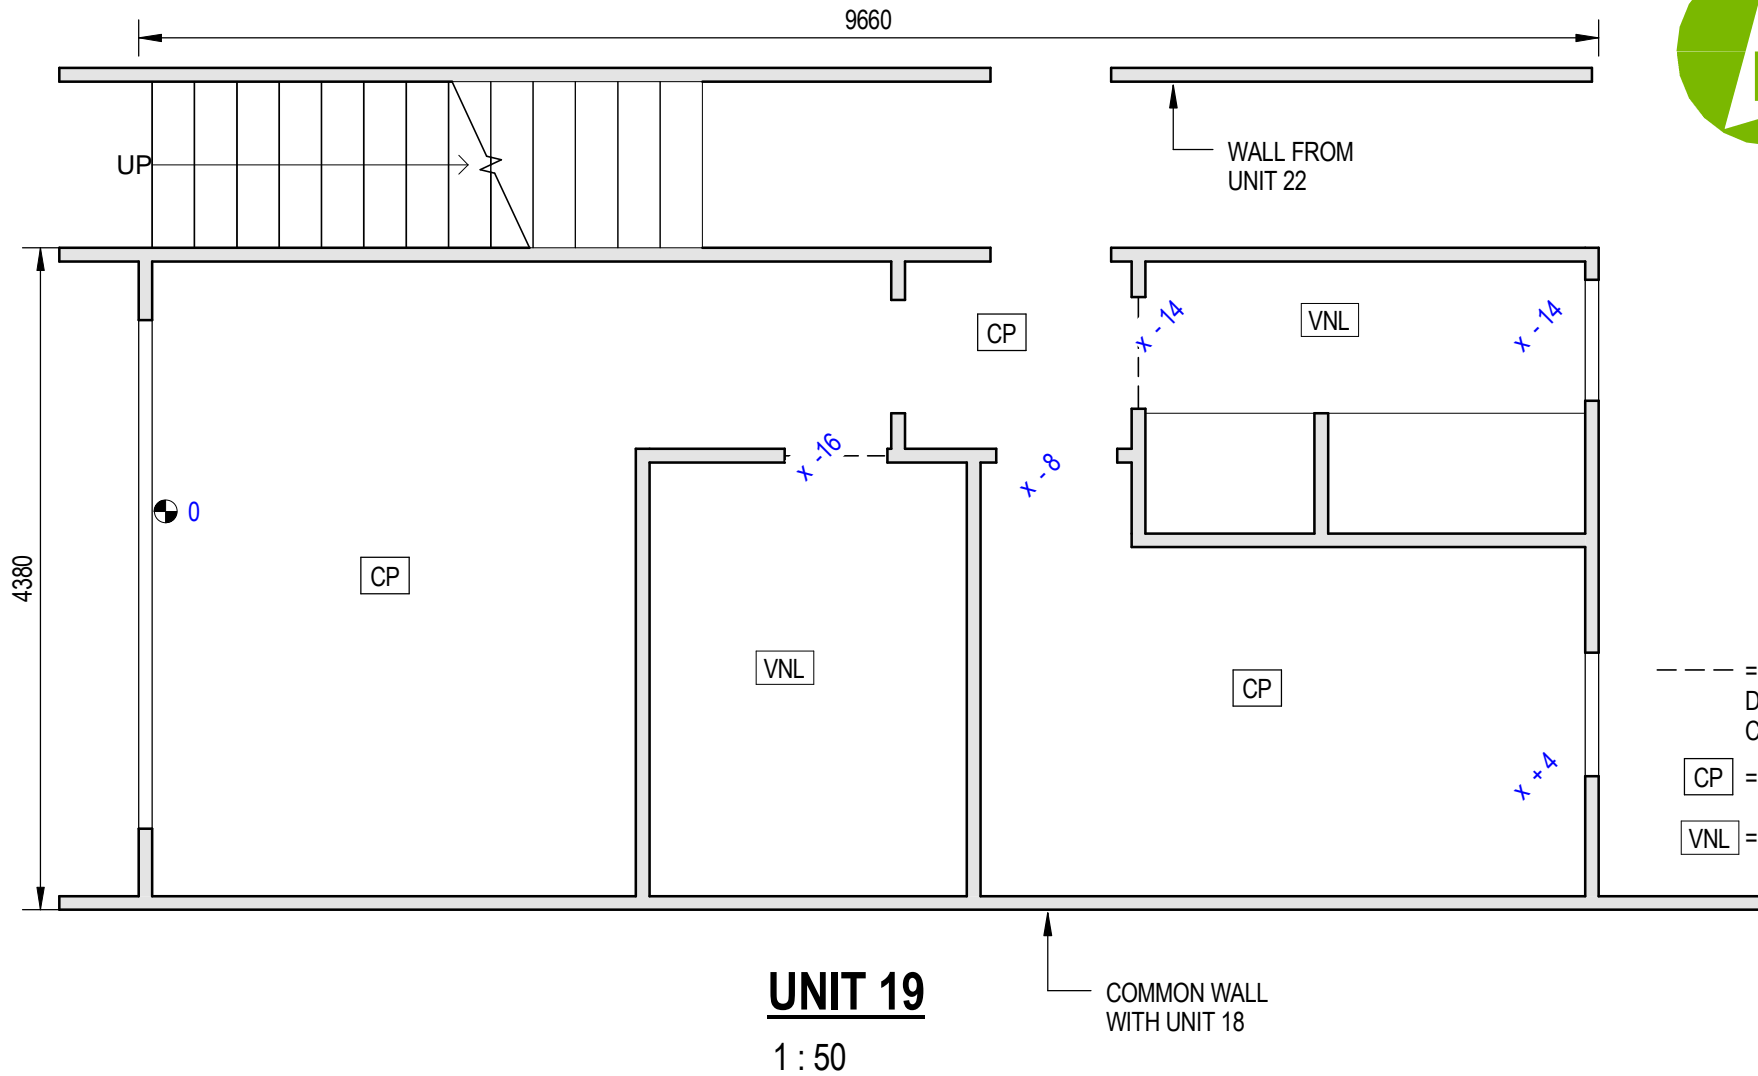 9660
UP
WALL FROM
UNIT 22
CP
x - 14
VNL
x - 14
x -16
x - 8
0
4380
CP
VNL
CP
x + 4
=
D
C
CP =
VNL =
UNIT 19
1 : 50
COMMON WALL
WITH UNIT 18